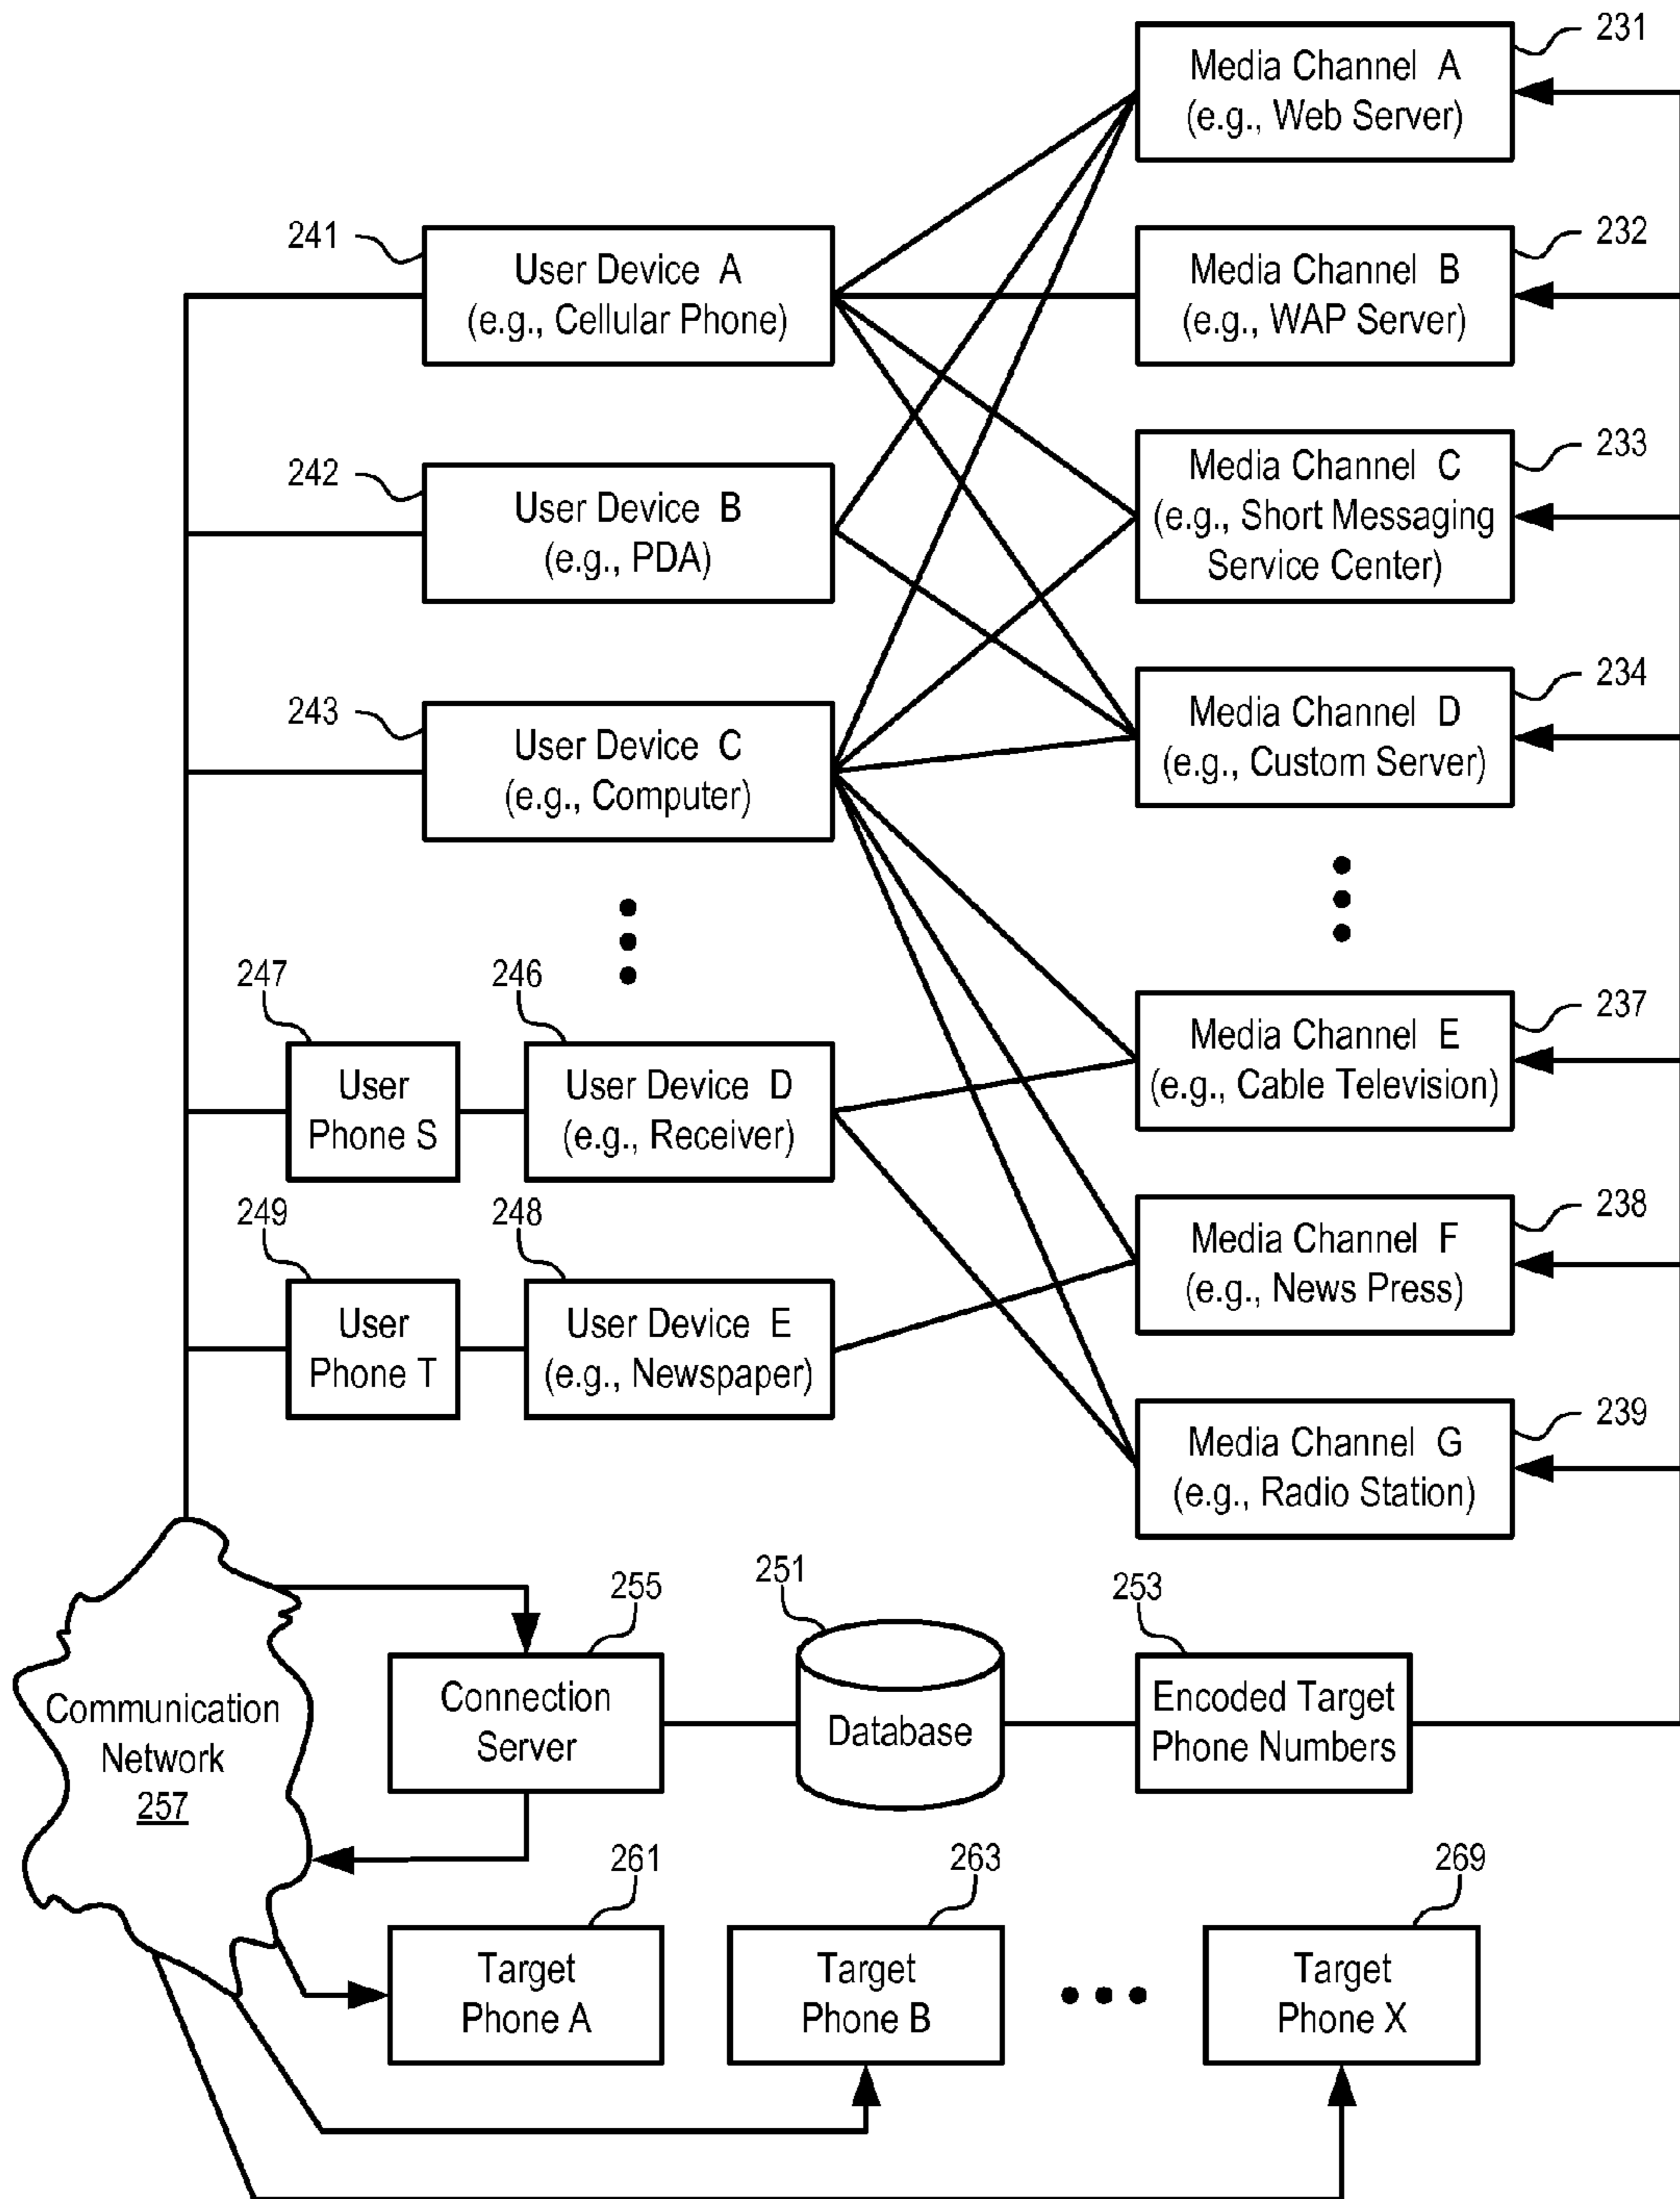 231
Media Channel A
(e.g., Web Server)
241
User Device A
(e.g., Cellular Phone)
232
Media Channel B
(e.g., WAP Server)
242
User Device B
(e.g., PDA)
233
Media Channel C
(e.g., Short Messaging
Service Center)
243
User Device C
(e.g., Computer)
234
Media Channel D
(e.g., Custom Server)
247
User
Phone S
246
User Device D
(e.g., Receiver)
237
Media Channel E
(e.g., Cable Television)
249
User
Phone T
248
User Device E
(e.g., Newspaper)
238
Media Channel F
(e.g., News Press)
239
Media Channel G
(e.g., Radio Station)
Communication
Network
257
255
Connection
Server
251
Database
253
Encoded Target
Phone Numbers
261
Target
Phone A
263
Target
Phone B
269
Target
Phone X